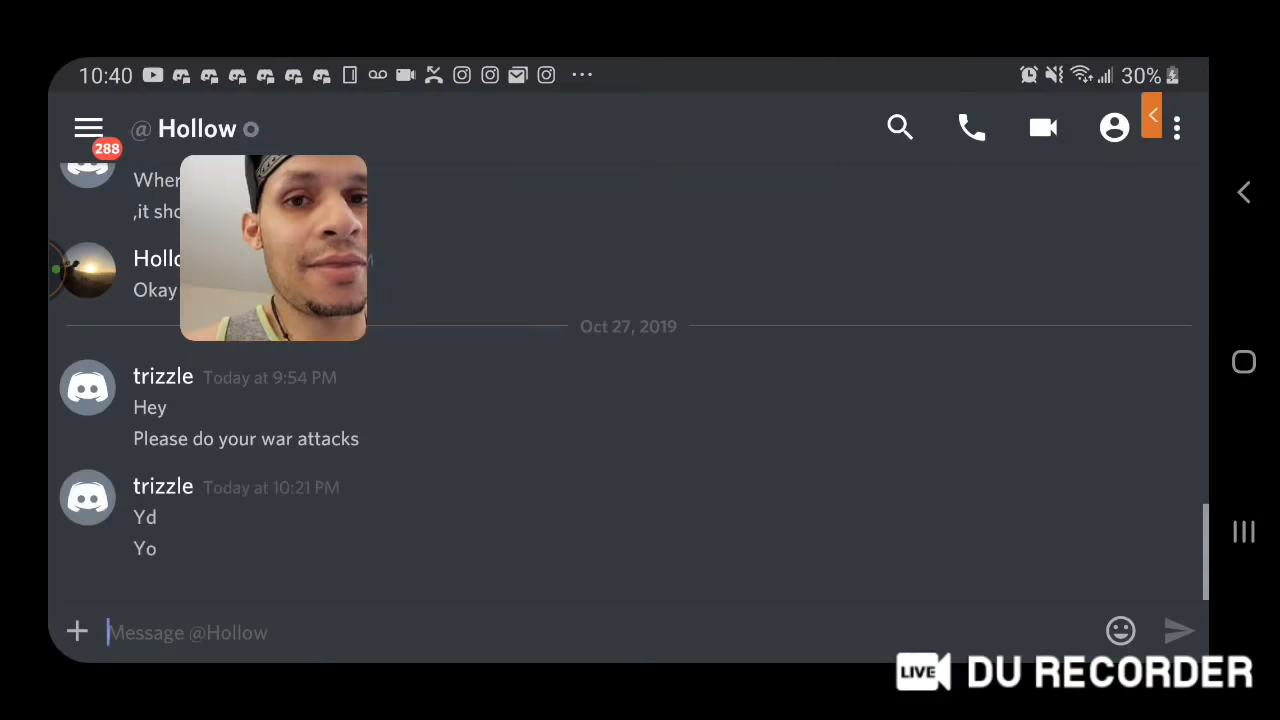 10:40
30%
@ Hollow
288
Wher
,it sho
Hollo
Okay
Oct 27, 2019
trizzle Today at 9:54 PM
Hey
Please do your war attacks
trizzle Today at 10:21 PM
Yd
Yo
Message @Hollow
LIVE DU RECORDER